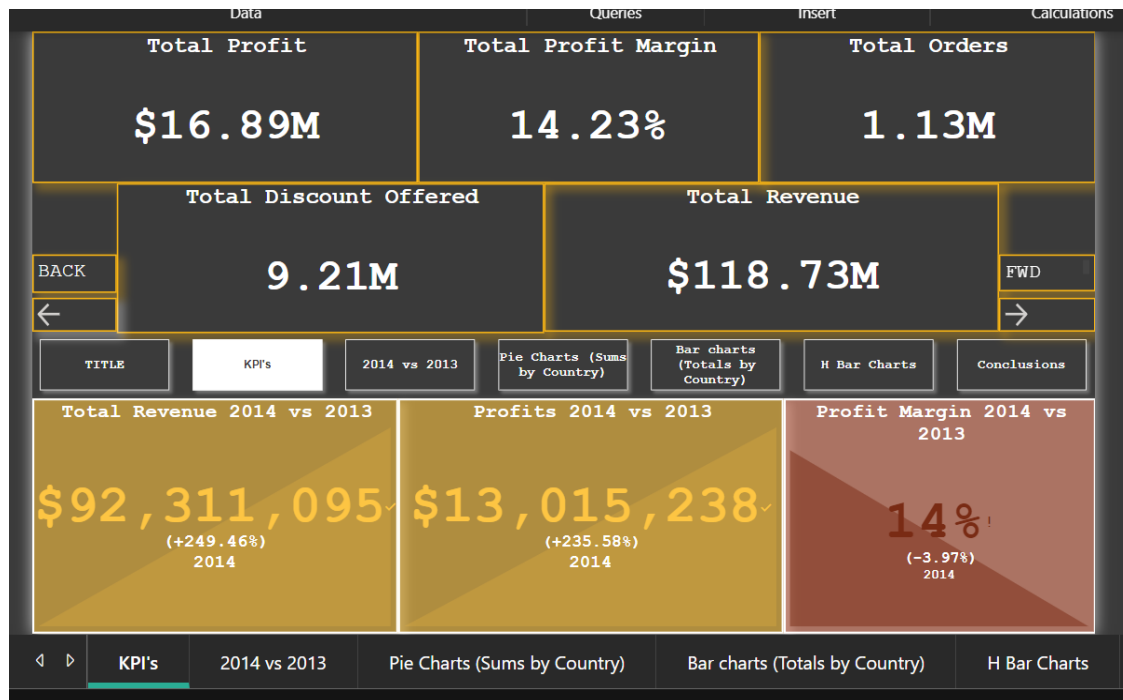 Data Queries Insert Calculations
Total Profit
$16.89M
Total Profit Margin
14.23%
Total Orders
1.13M
Total Discount Offered
9.21M
Total Revenue
$118.73M
BACK
FWD
TITLE
KPI's
2014 vs 2013
Pie Charts (Sums
by Country)
Bar charts
(Totals by
Country)
H Bar Charts
Conclusions
Total Revenue 2014 vs 2013
$92,311,095
(+249.46%)
2014
Profits 2014 vs 2013
$13,015,238
(+235.58%)
2014
Profit Margin 2014 vs
2013
14%!
(-3.97%)
2014
KPI's 2014 vs 2013 Pie Charts (Sums by Country) Bar charts (Totals by Country) H Bar Charts